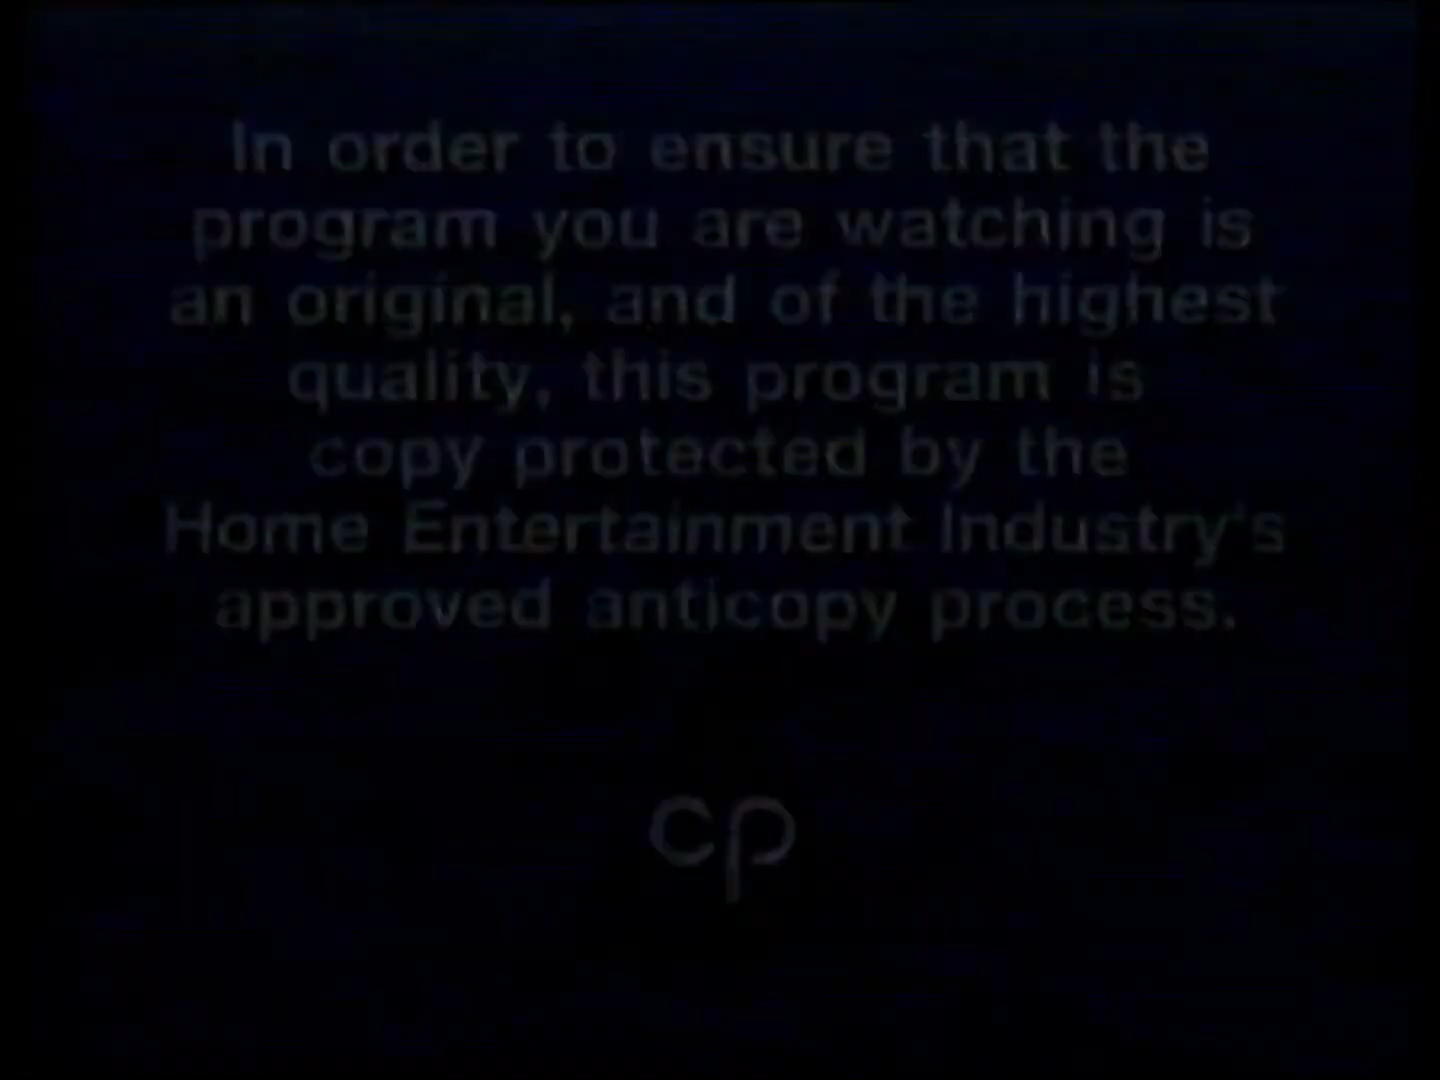 In order to ensure that the
program you are watching is
an original, and of the highest
quality, this program is
copy protected by the
Home Entertainment Industry's
approved anticopy process.
cp